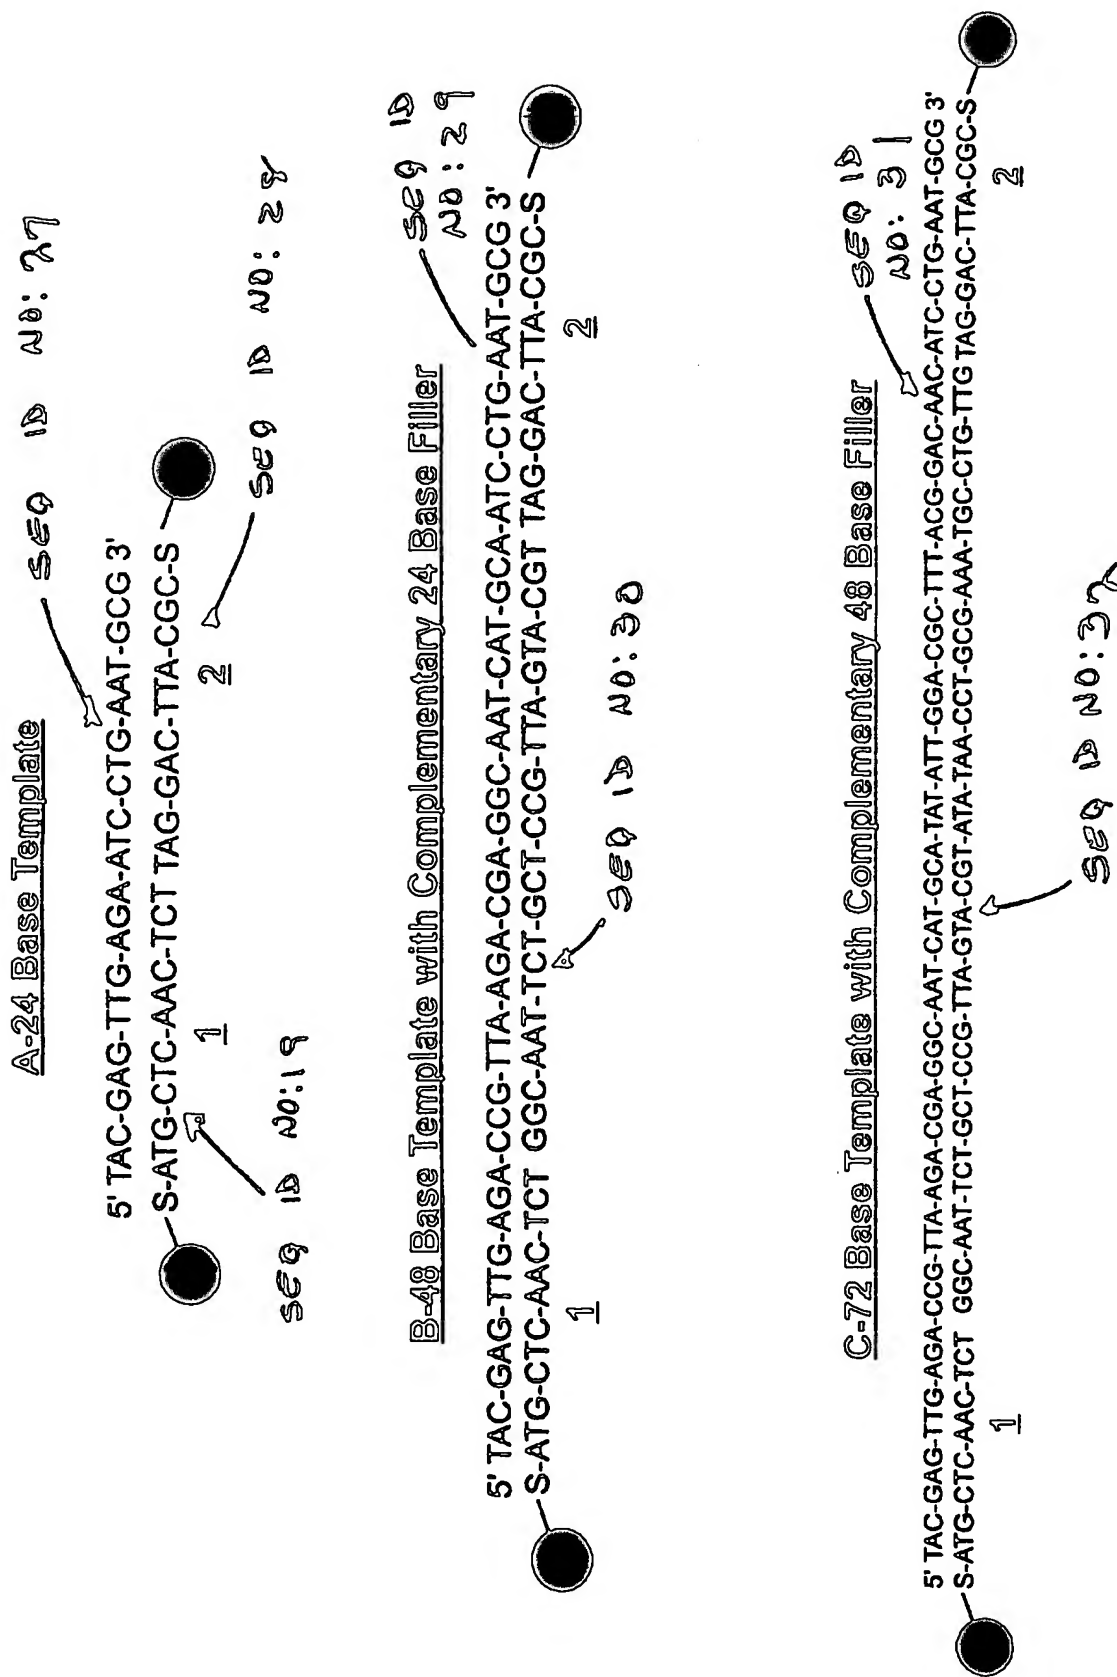 A-24 Base Template
SEQ ID NO: 27
5' TAC-GAG-TTG-AGA-ATC-CTG-AAT-GCG 3'
S-ATG-CTC-AAC-TCT TAG-GAC-TTA-CGC-S
1
2
SEQ ID NO:19
SEQ ID NO: 28
B-48 Base Template with Complementary 24 Base Filler
SEQ ID
NO: 29
5' TAC-GAG-TTG-AGA-CCG-TTA-AGA-CGA-GGC-AAT-CAT-GCA-ATC-CTG-AAT-GCG 3'
S-ATG-CTC-AAC-TCT GGC-AAT-TCT-GCT-CCG-TTA-GTA-CGT TAG-GAC-TTA-CGC-S
1
2
SEQ ID NO:30
C-72 Base Template with Complementary 48 Base Filler
SEQ ID
NO: 31
5' TAC-GAG-TTG-AGA-CCG-TTA-AGA-CGA-GGC-AAT-CAT-GCA-TAT-ATT-GGA-CGC-TTT-ACG-GAC-AAC-ATC-CTG-AAT-GCG 3'
S-ATG-CTC-AAC-TCT GGC-AAT-TCT-GCT-CCG-TTA-GTA-CGT-ATA-TAA-CCT-GCG-AAA-TGC-CTG-TTG TAG-GAC-TTA-CGC-S
1
2
SEQ ID NO:32